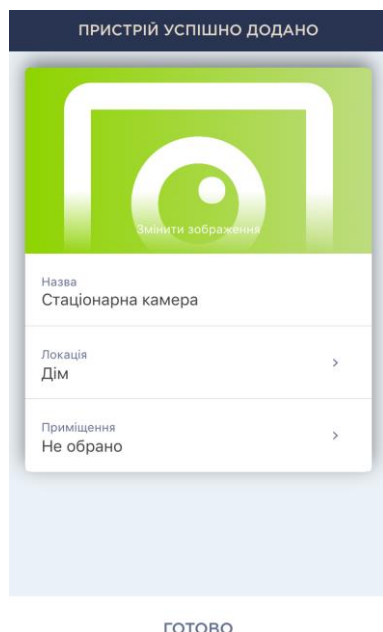 ПРИСТРІЙ УСПІШНО ДОДАНО
Змінити зображення
Назва
Стаціонарна камера
Локація
Дім
Приміщення
Не обрано
ГОТОВО